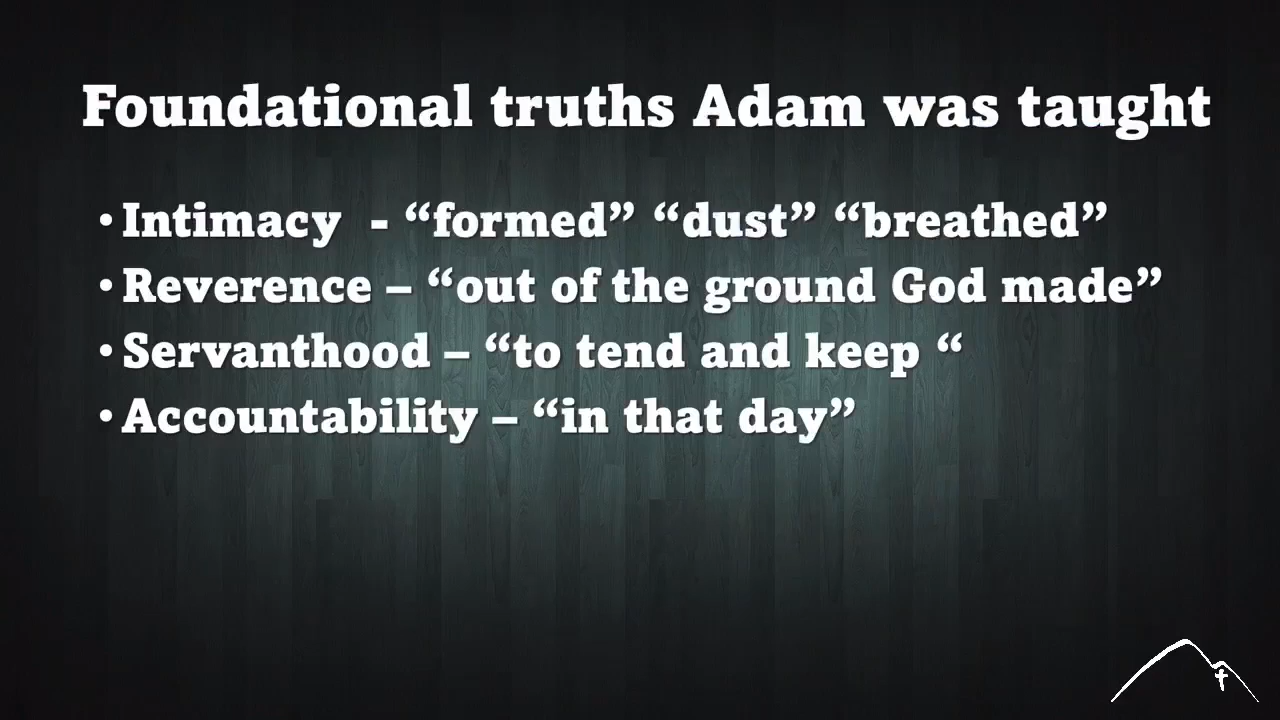 Foundational truths Adam was taught
• Intimacy  - “formed” “dust” “breathed”
• Reverence – “out of the ground God made”
• Servanthood – “to tend and keep “
• Accountability – “in that day”